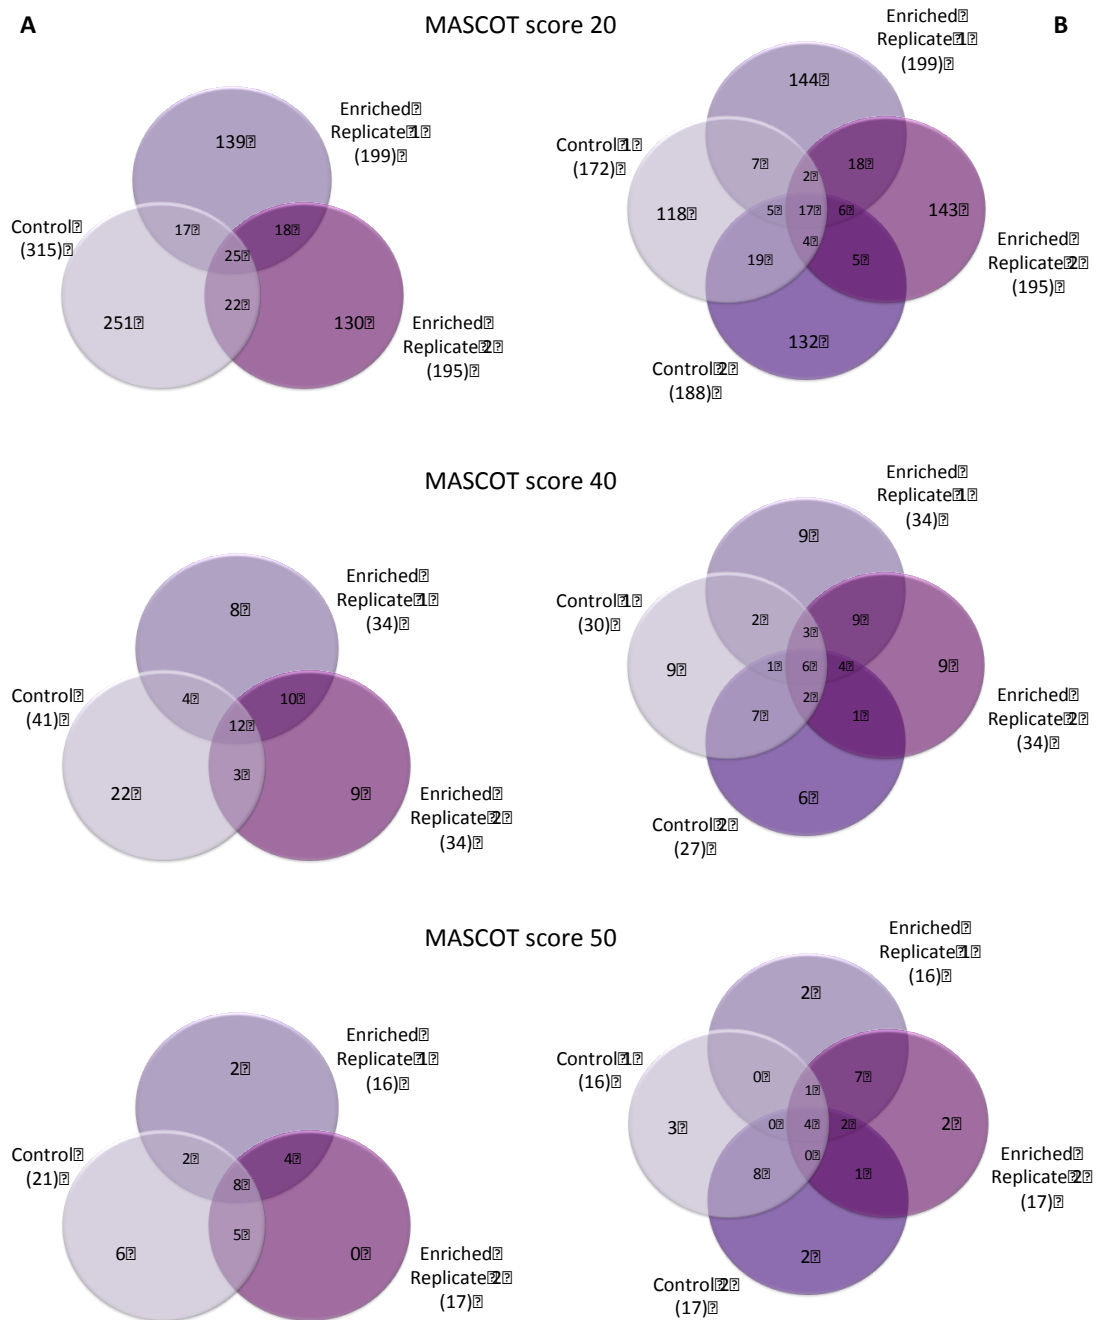 A
MASCOT score 20
B
Enriched
Replicate 1
(199)
139
Control
(315)
17
18
25
22
251
130
Enriched
Replicate 2
(195)
Enriched
Replicate 1
(199)
144
Control 1
(172)
7
2
18
118
5
17
6
143
4
19
5
Enriched
Replicate 2
(195)
132
Control 2
(188)
MASCOT score 40
Enriched
Replicate 1
(34)
8
Control
(41)
4
10
12
3
22
9
Enriched
Replicate 2
(34)
Enriched
Replicate 1
(34)
9
Control 1
(30)
2
3
9
9
1
6
4
9
2
7
1
Enriched
Replicate 2
(34)
6
Control 2
(27)
MASCOT score 50
Enriched
Replicate 1
(16)
2
Control
(21)
2
4
8
5
6
0
Enriched
Replicate 2
(17)
Enriched
Replicate 1
(16)
2
Control 1
(16)
0
1
7
3
0
4
2
2
0
8
1
Enriched
Replicate 2
(17)
2
Control 2
(17)